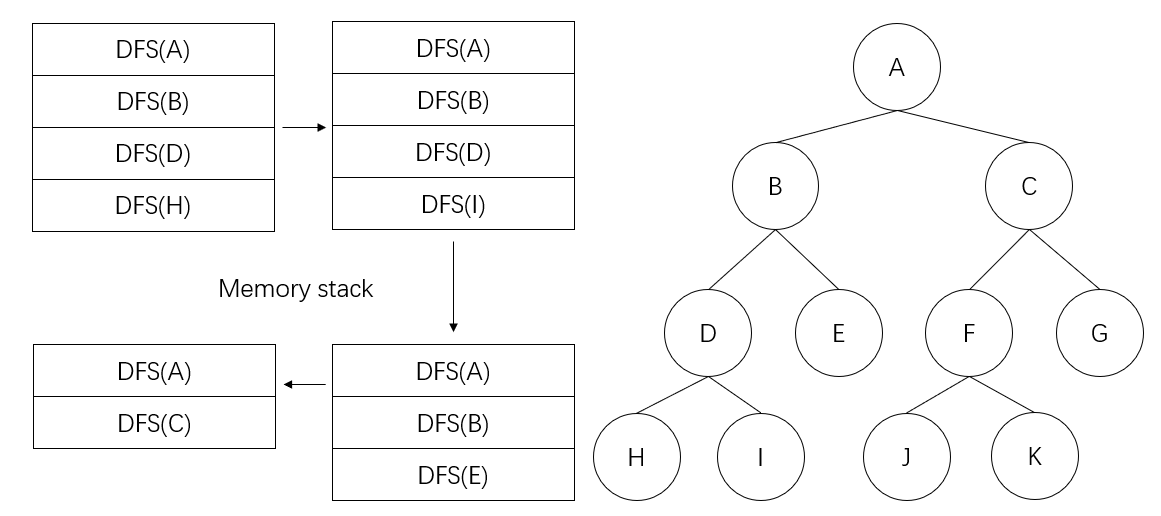 DFS(A)
DFS(B)
DFS(D)
DFS(H)
DFS(A)
DFS(B)
DFS(D)
DFS(I)
Memory stack
DFS(A)
DFS(C)
DFS(A)
DFS(B)
DFS(E)
A
B
C
D
E
F
G
H
I
J
K